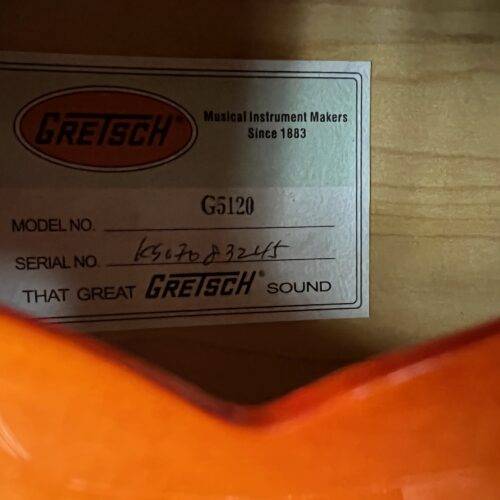 GRETSCH®
Musical Instrument Makers
Since 1883
MODEL NO. G5120
SERIAL NO. KS07083245
THAT GREAT GRETSCH® SOUND